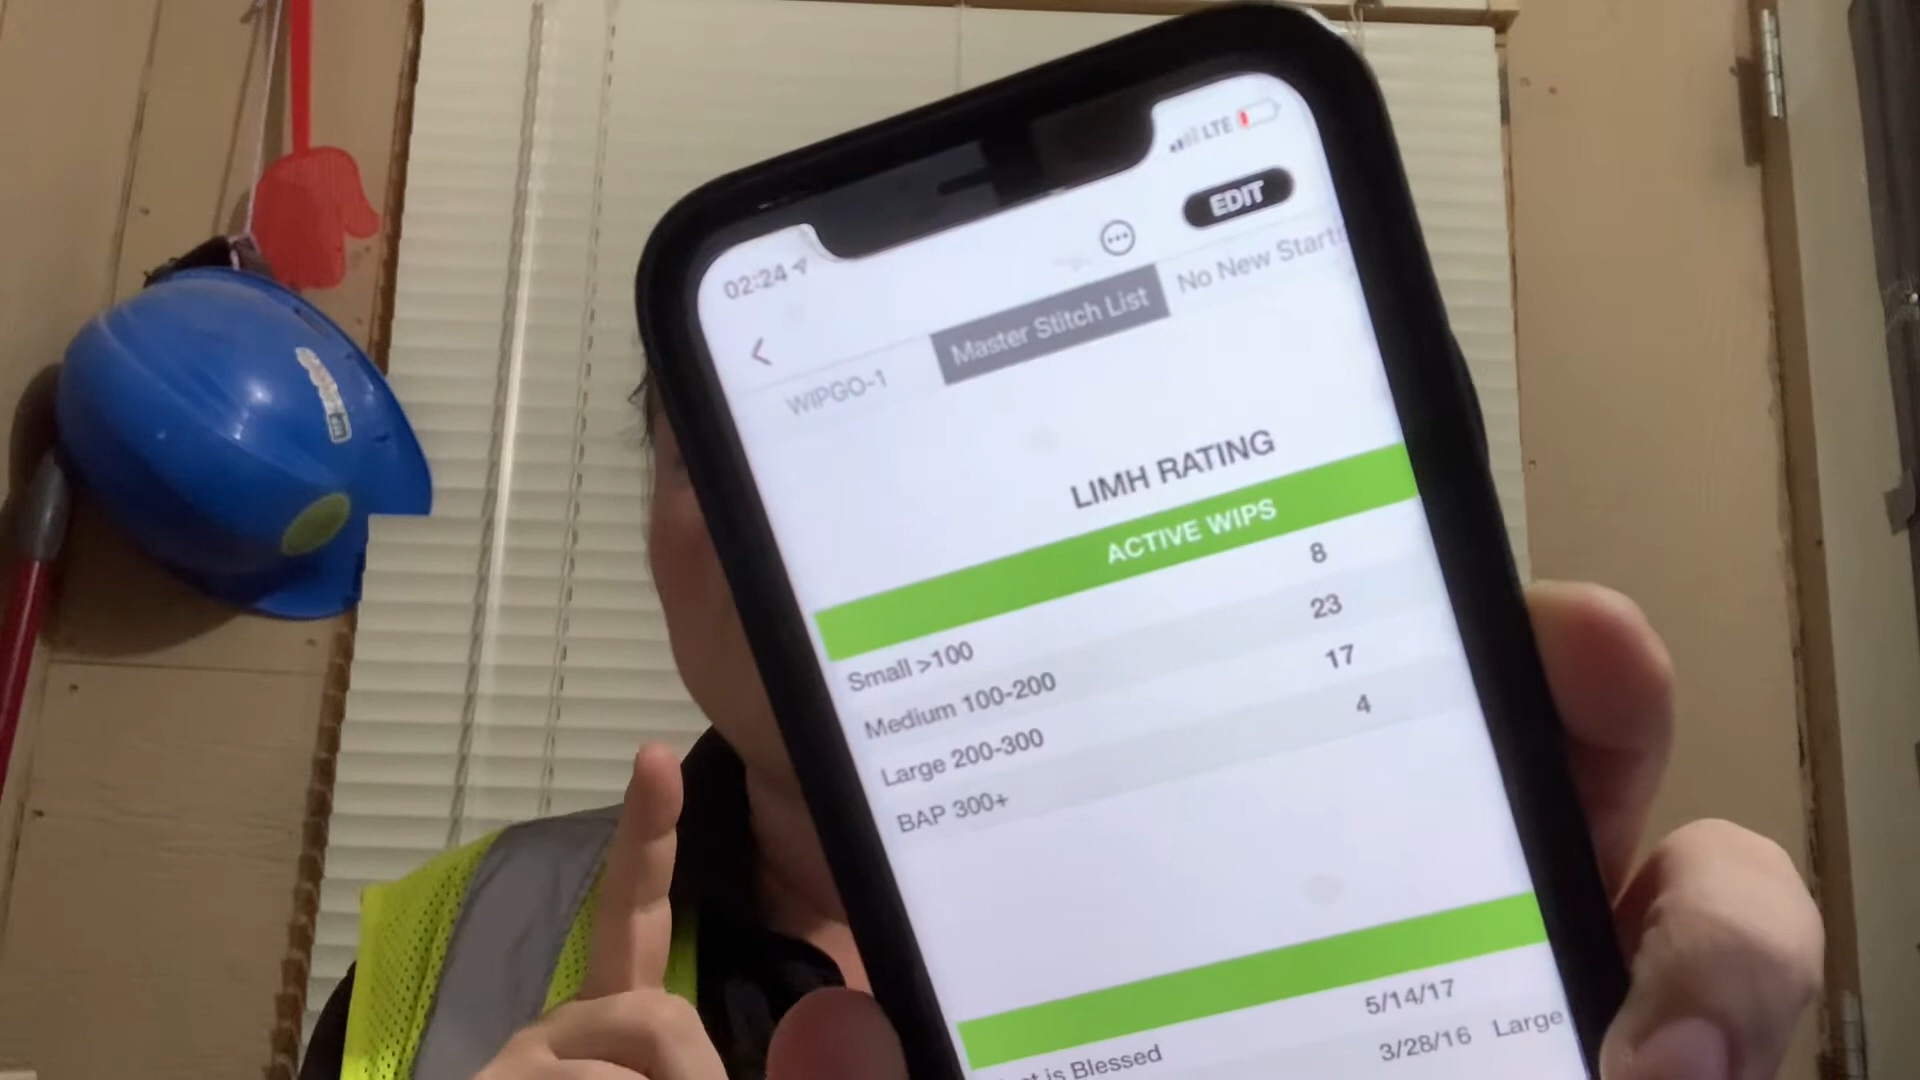 02:24
LTE
EDIT
WIPGO-1 Master Stitch List No New Start
LIMH RATING
ACTIVE WIPS
Small >100 8
Medium 100-200 23
Large 200-300 17
BAP 300+ 4
5/14/17
is Blessed 3/28/16 Large